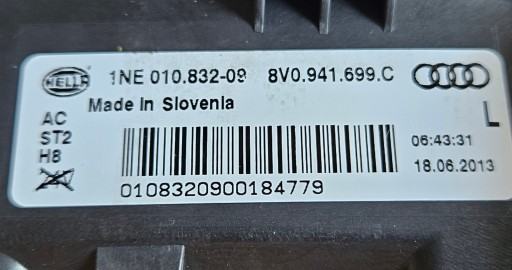 HELLA 1NE 010.832-09 8V0.941.699.C
Made in Slovenia
L
AC
ST2
H8
06:43:31
18.06.2013
0108320900184779